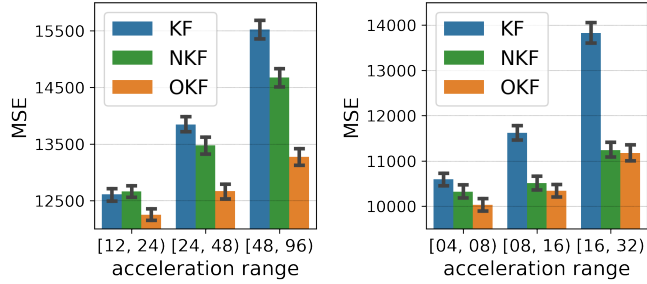 MSE
15500
14500
13500
12500
KF
NKF
OKF
[12, 24) [24, 48) [48, 96)
acceleration range
MSE
14000
13000
12000
11000
10000
KF
NKF
OKF
[04, 08) [08, 16) [16, 32)
acceleration range